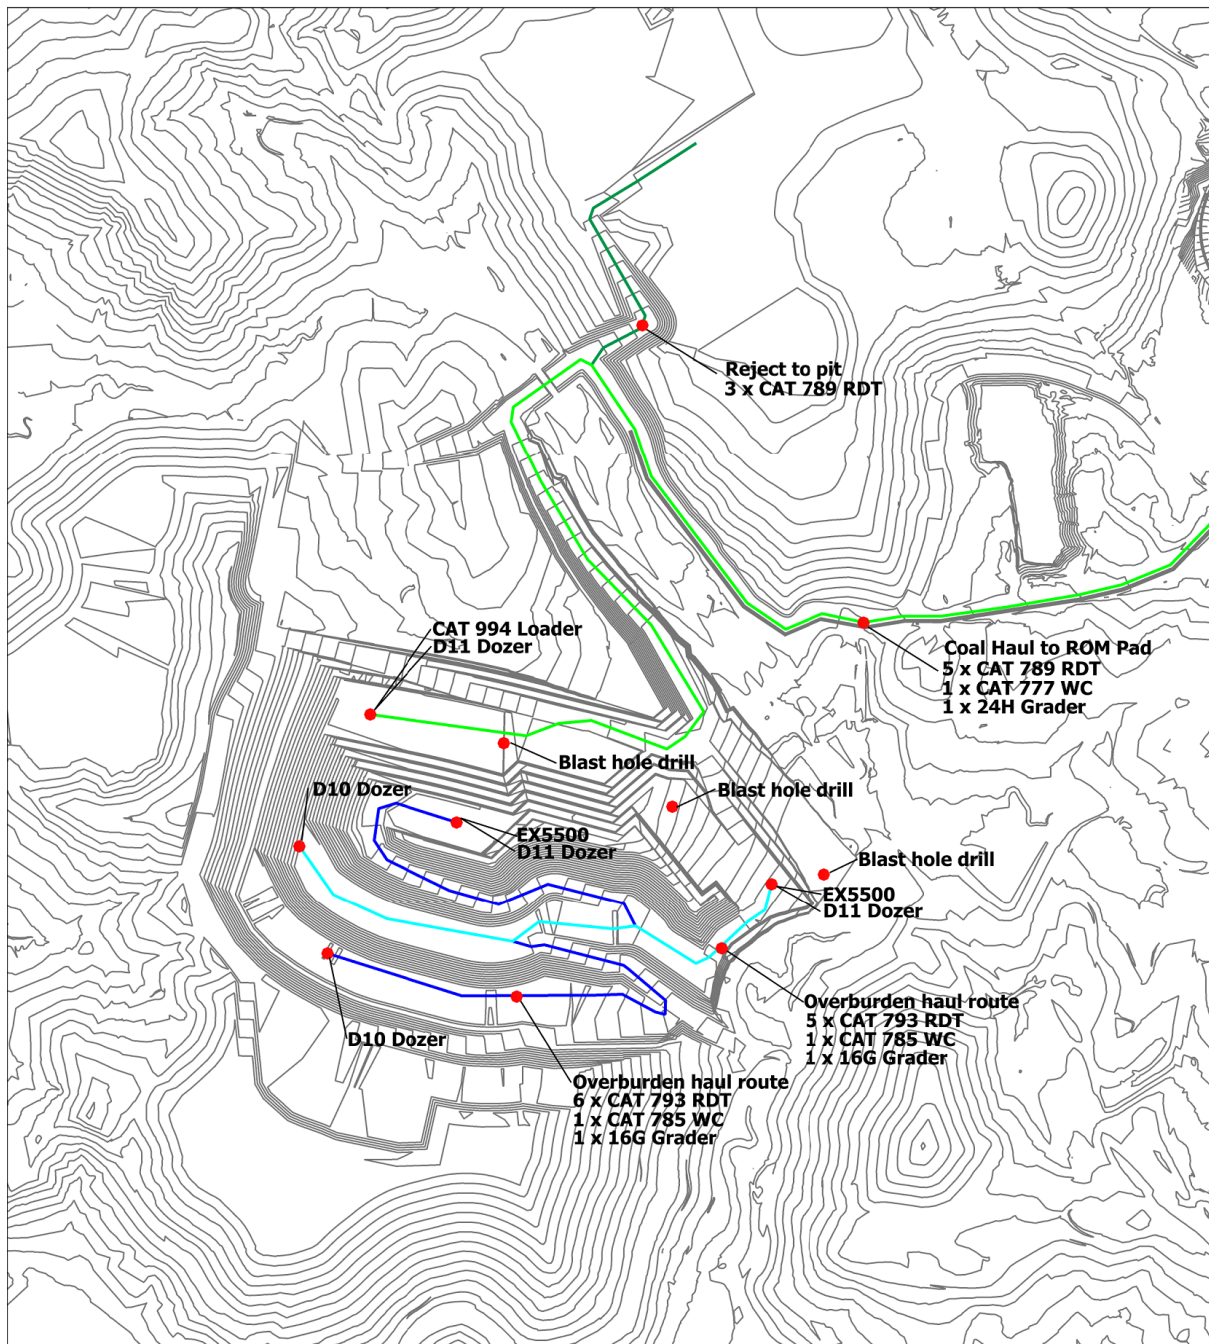 Reject to pit
3 x CAT 789 RDT
CAT 994 Loader
D11 Dozer
Coal Haul to ROM Pad
5 x CAT 789 RDT
1 x CAT 777 WC
1 x 24H Grader
Blast hole drill
D10 Dozer
Blast hole drill
EX5500
D11 Dozer
Blast hole drill
EX5500
D11 Dozer
Overburden haul route
5 x CAT 793 RDT
1 x CAT 785 WC
1 x 16G Grader
D10 Dozer
Overburden haul route
6 x CAT 793 RDT
1 x CAT 785 WC
1 x 16G Grader